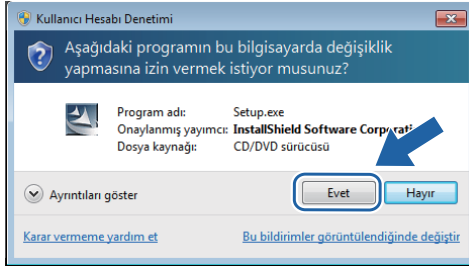 Kullanıcı Hesabı Denetimi
Aşağıdaki programın bu bilgisayarda değişiklik
yapmasına izin vermek istiyor musunuz?
Program adı: Setup.exe
Onaylanmış yayımcı: InstallShield Software
Dosya kaynağı: CD/DVD sürücüsü
Ayrıntıları göster
Evet Hayır
Karar vermeme yardım et Bu bildirimler görüntülendiğinde değiştir